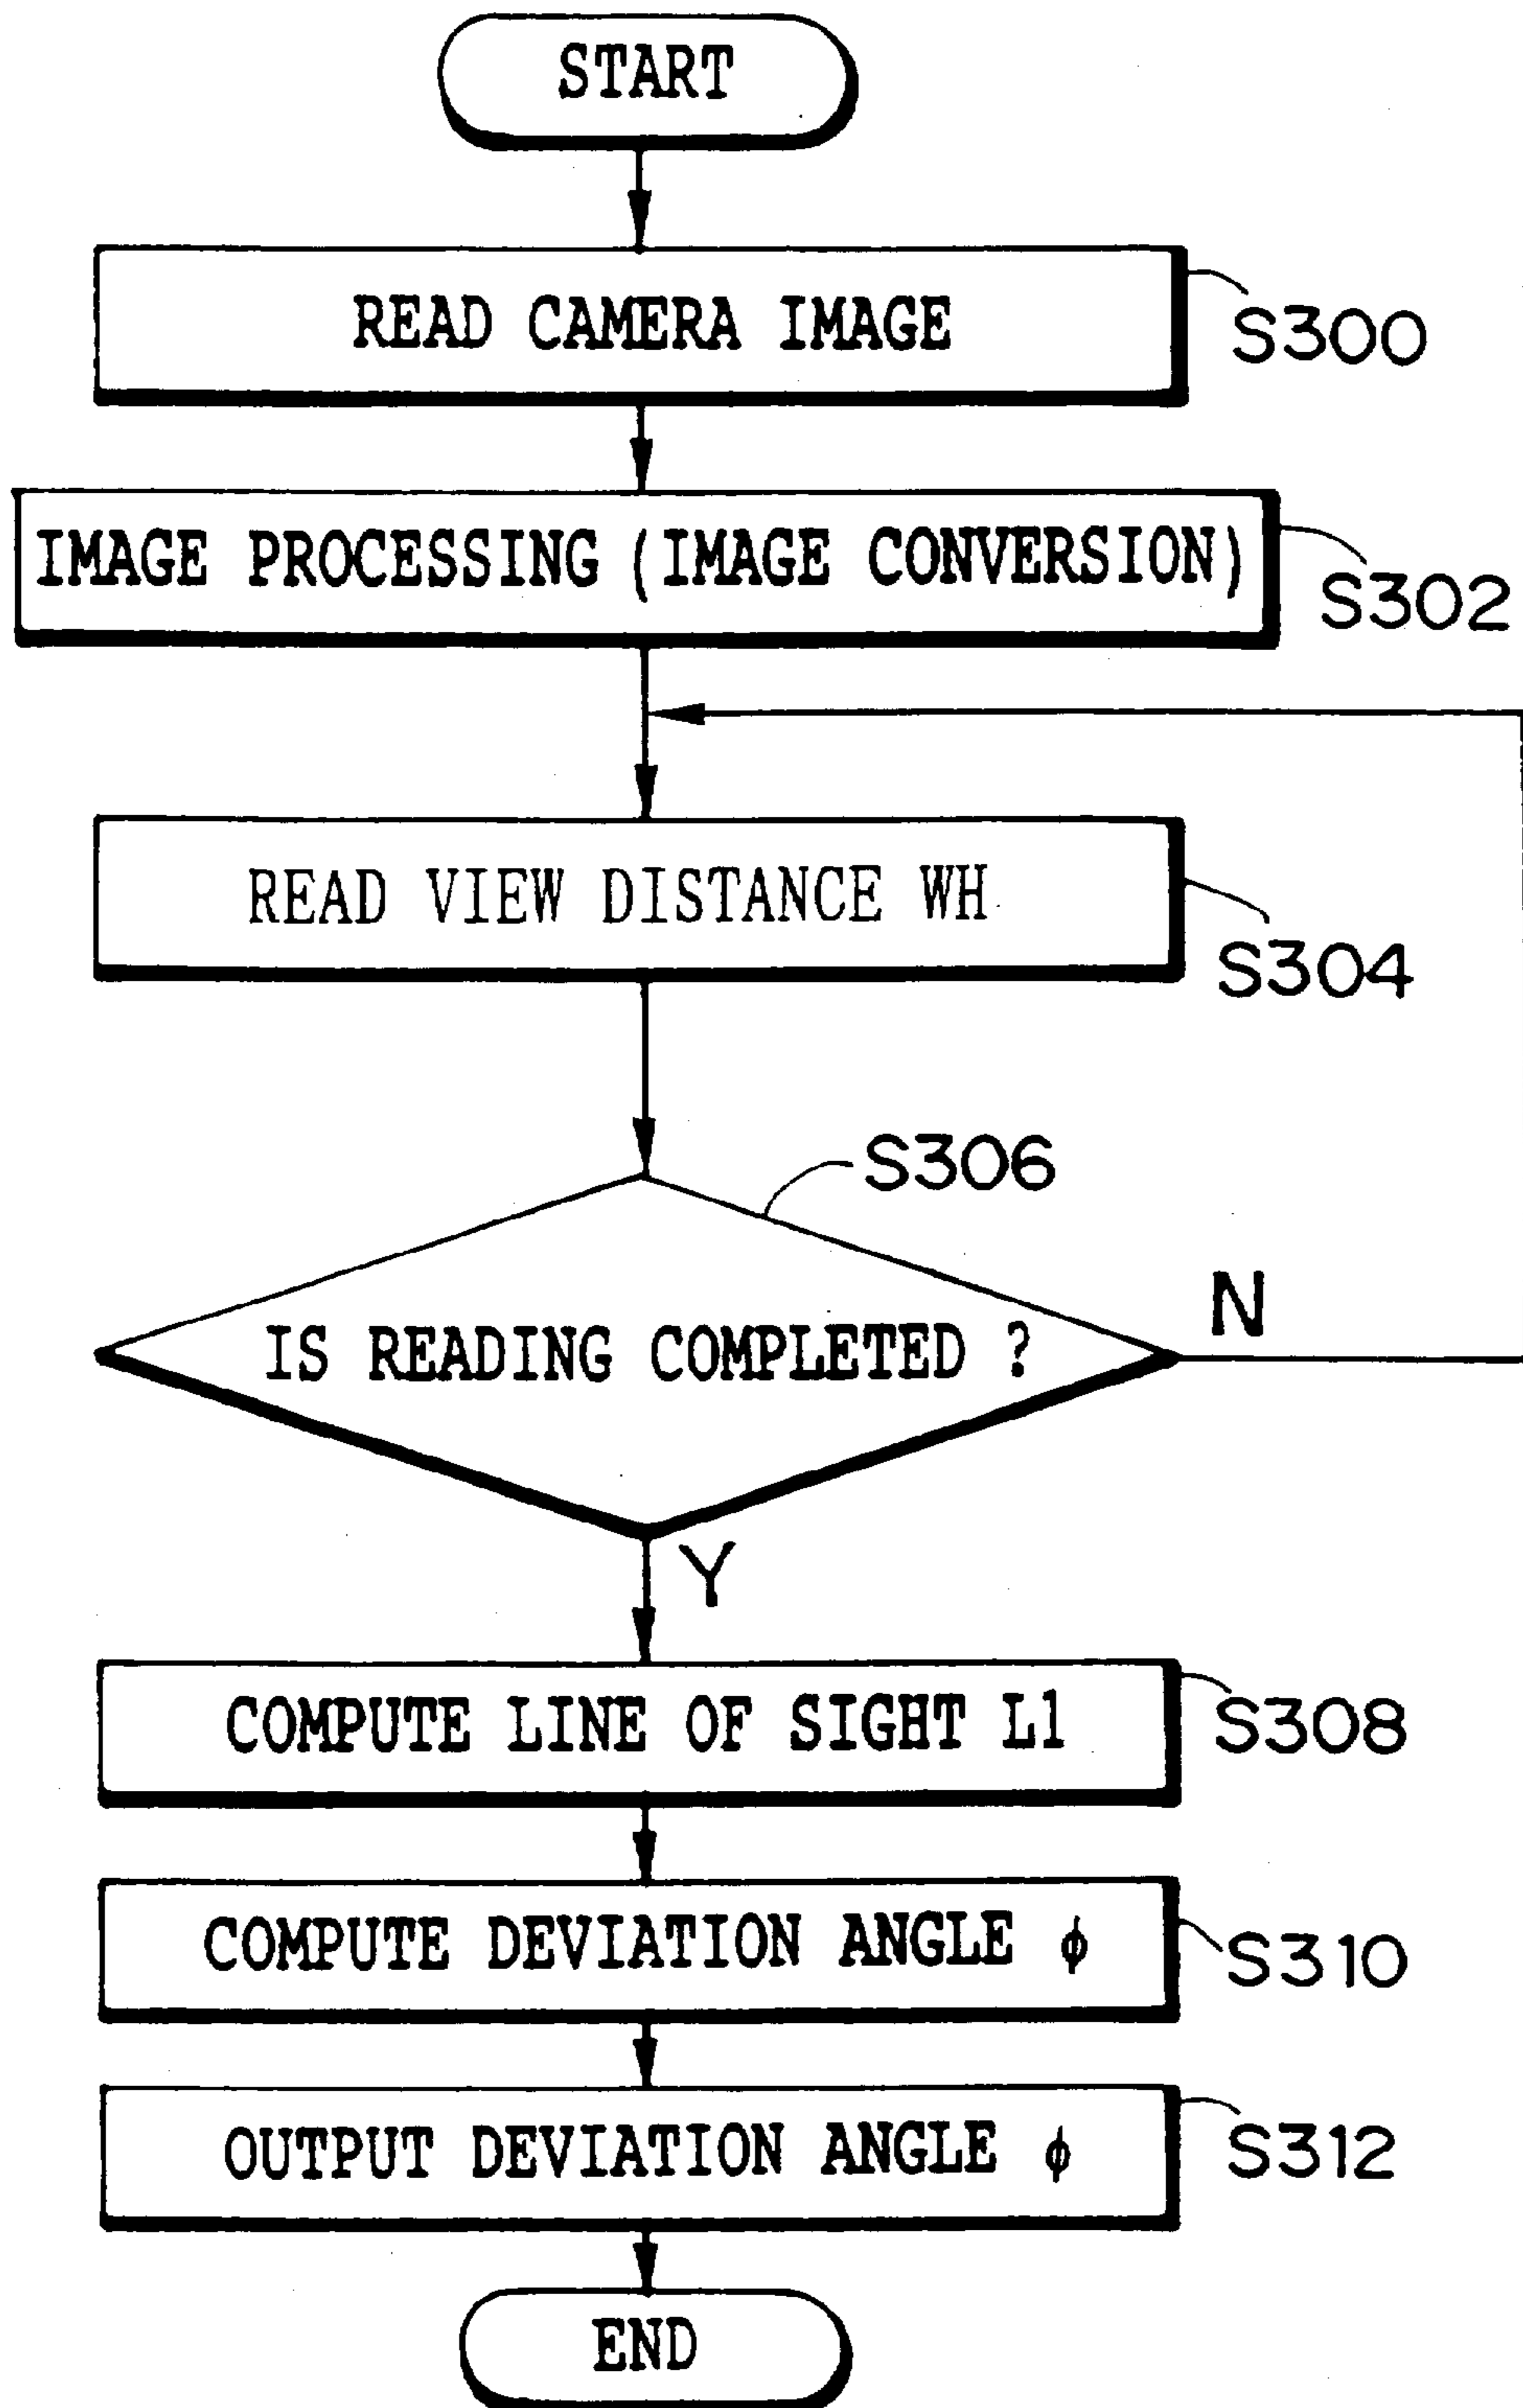 START
READ CAMERA IMAGE
S300
IMAGE PROCESSING (IMAGE CONVERSION)
S302
READ VIEW DISTANCE WH
S304
S306
IS READING COMPLETED ?
N
Y
COMPUTE LINE OF SIGHT L1
S308
COMPUTE DEVIATION ANGLE ϕ
S310
OUTPUT DEVIATION ANGLE ϕ
S312
END